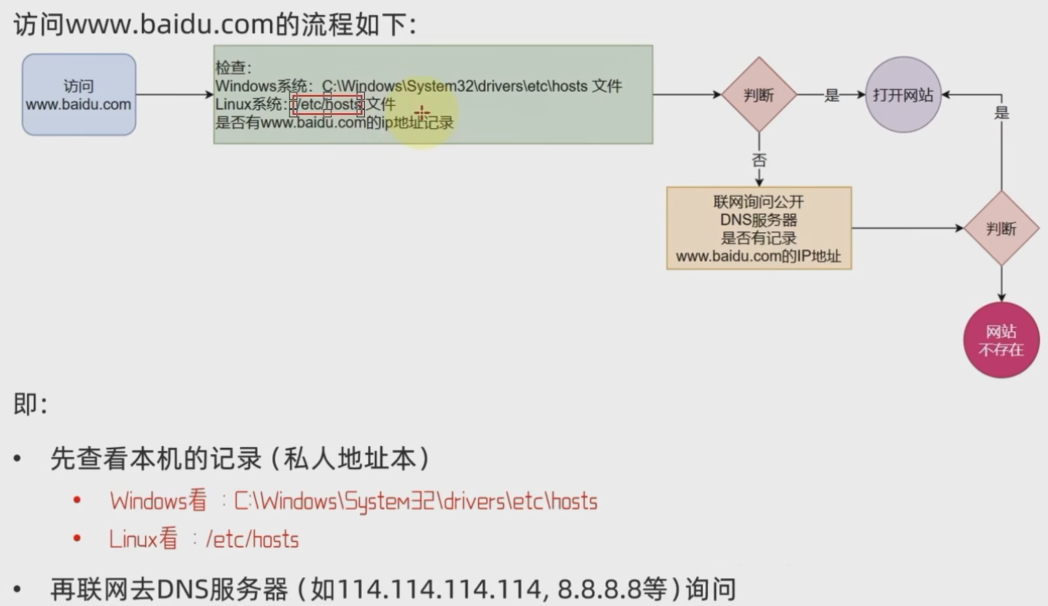 访问www.baidu.com的流程如下：
访问
www.baidu.com
检查：
Windows系统：C:\Windows\System32\drivers\etc\hosts 文件
Linux系统：/etc/hosts 文件
是否有www.baidu.com的ip地址记录
判断
是
打开网站
是
否
联网询问公开
DNS服务器
是否有记录
www.baidu.com的IP地址
判断
网站
不存在
即：
• 先查看本机的记录（私人地址本）
• Windows看：C:\Windows\System32\drivers\etc\hosts
• Linux看：/etc/hosts
• 再联网去DNS服务器（如114.114.114.114, 8.8.8.8等）询问